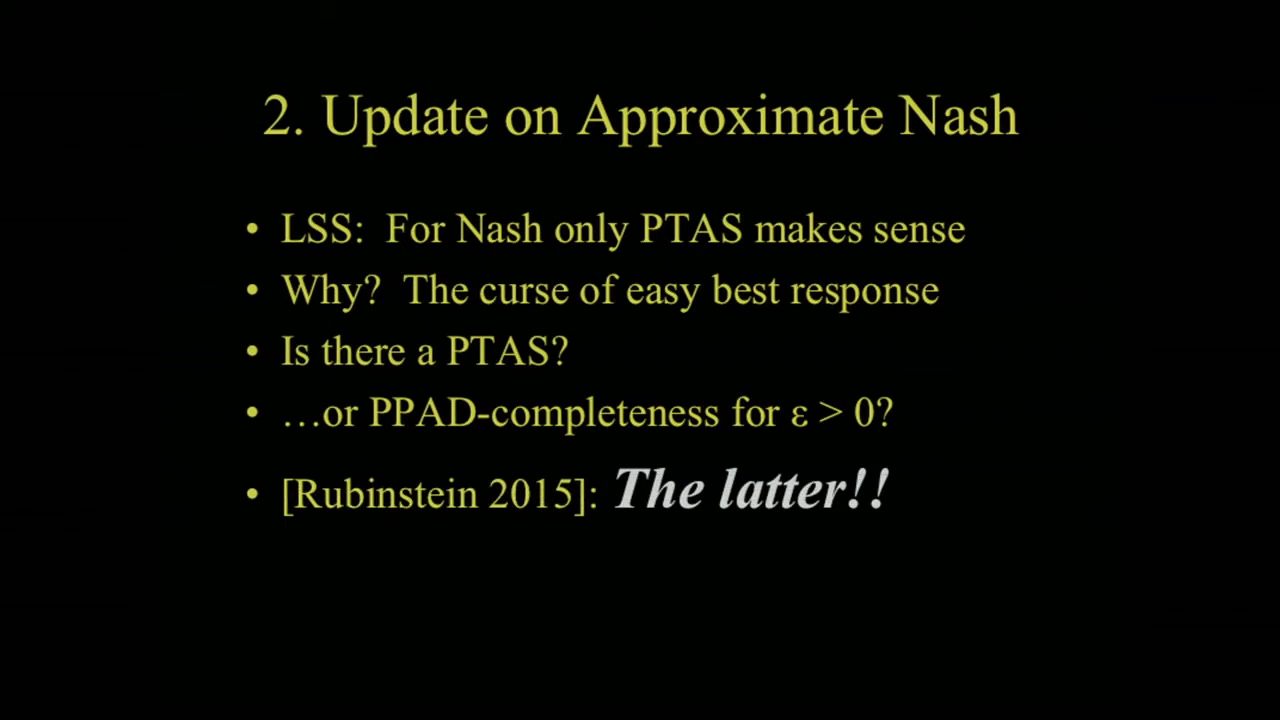 2. Update on Approximate Nash
• LSS: For Nash only PTAS makes sense
• Why? The curse of easy best response
• Is there a PTAS?
• …or PPAD-completeness for ε > 0?
• [Rubinstein 2015]: The latter!!